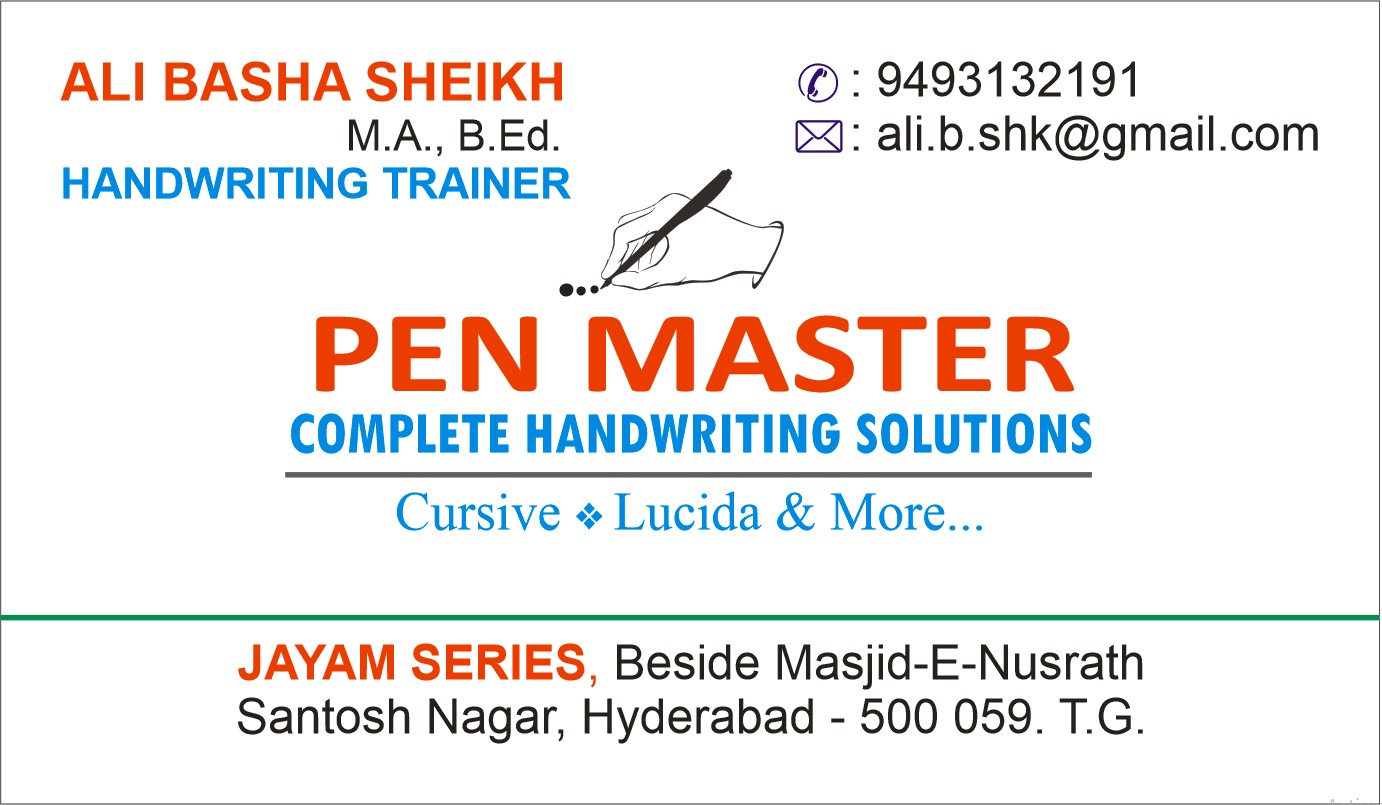 ALI BASHA SHEIKH
M.A., B.Ed.
HANDWRITING TRAINER
: 9493132191
: ali.b.shk@gmail.com
PEN MASTER
COMPLETE HANDWRITING SOLUTIONS
Cursive ❖ Lucida & More...
JAYAM SERIES, Beside Masjid-E-Nusrath
Santosh Nagar, Hyderabad - 500 059. T.G.